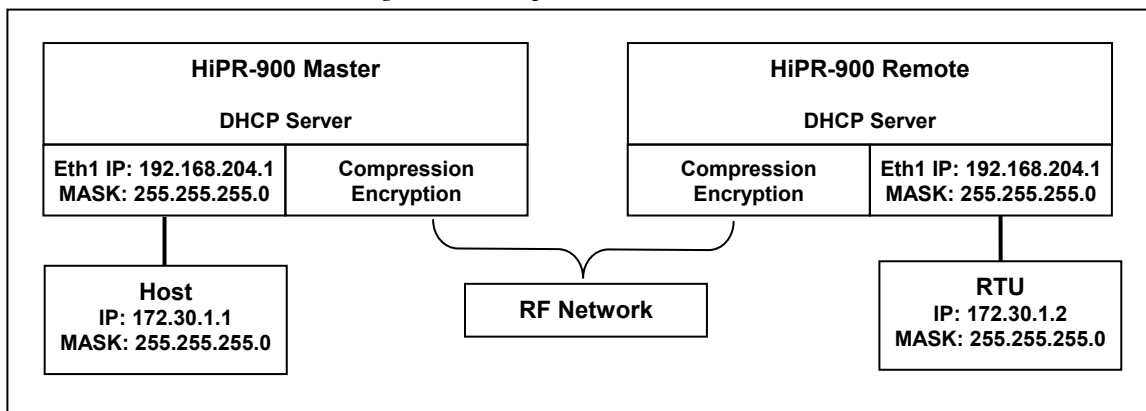 HiPR-900 Master
DHCP Server
Eth1 IP: 192.168.204.1
MASK: 255.255.255.0
Compression
Encryption
HiPR-900 Remote
DHCP Server
Compression
Encryption
Eth1 IP: 192.168.204.1
MASK: 255.255.255.0
Host
IP: 172.30.1.1
MASK: 255.255.255.0
RF Network
RTU
IP: 172.30.1.2
MASK: 255.255.255.0